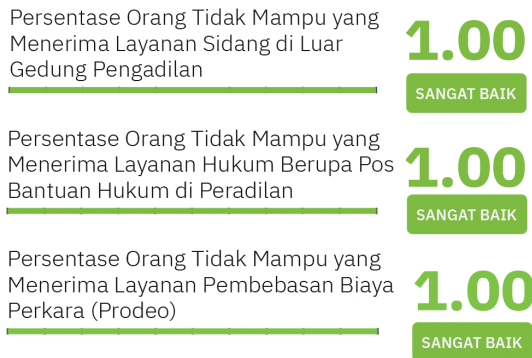 Persentase Orang Tidak Mampu yang
Menerima Layanan Sidang di Luar
Gedung Pengadilan
1.00
SANGAT BAIK
Persentase Orang Tidak Mampu yang
Menerima Layanan Hukum Berupa Pos
Bantuan Hukum di Peradilan
1.00
SANGAT BAIK
Persentase Orang Tidak Mampu yang
Menerima Layanan Pembebasan Biaya
Perkara (Prodeo)
1.00
SANGAT BAIK